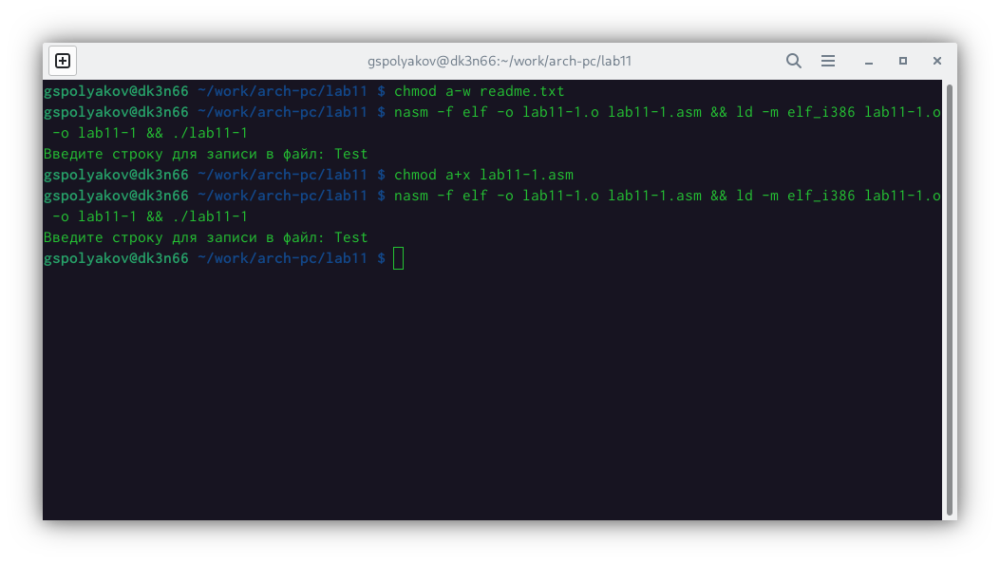 gspolyakov@dk3n66:~/work/arch-pc/lab11
gspolyakov@dk3n66 ~/work/arch-pc/lab11 $ chmod a-w readme.txt
gspolyakov@dk3n66 ~/work/arch-pc/lab11 $ nasm -f elf -o lab11-1.o lab11-1.asm && ld -m elf_i386 lab11-1.o
-o lab11-1 && ./lab11-1
Введите строку для записи в файл: Test
gspolyakov@dk3n66 ~/work/arch-pc/lab11 $ chmod a+x lab11-1.asm
gspolyakov@dk3n66 ~/work/arch-pc/lab11 $ nasm -f elf -o lab11-1.o lab11-1.asm && ld -m elf_i386 lab11-1.o
-o lab11-1 && ./lab11-1
Введите строку для записи в файл: Test
gspolyakov@dk3n66 ~/work/arch-pc/lab11 $